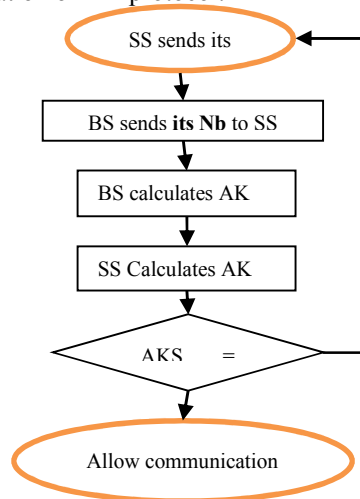 SS sends its
BS sends its Nb to SS
BS calculates AK
SS Calculates AK
AKS =
Allow communication